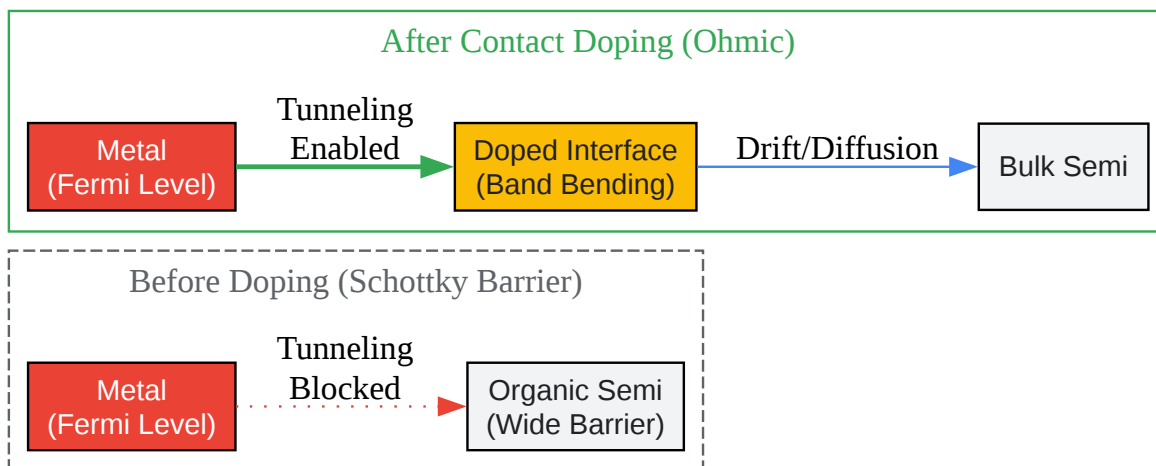 After Contact Doping (Ohmic)
Metal
(Fermi Level)
Tunneling
Enabled
Doped Interface
(Band Bending)
Drift/Diffusion
Bulk Semi
Before Doping (Schottky Barrier)
Metal
(Fermi Level)
Tunneling
Blocked
Organic Semi
(Wide Barrier)